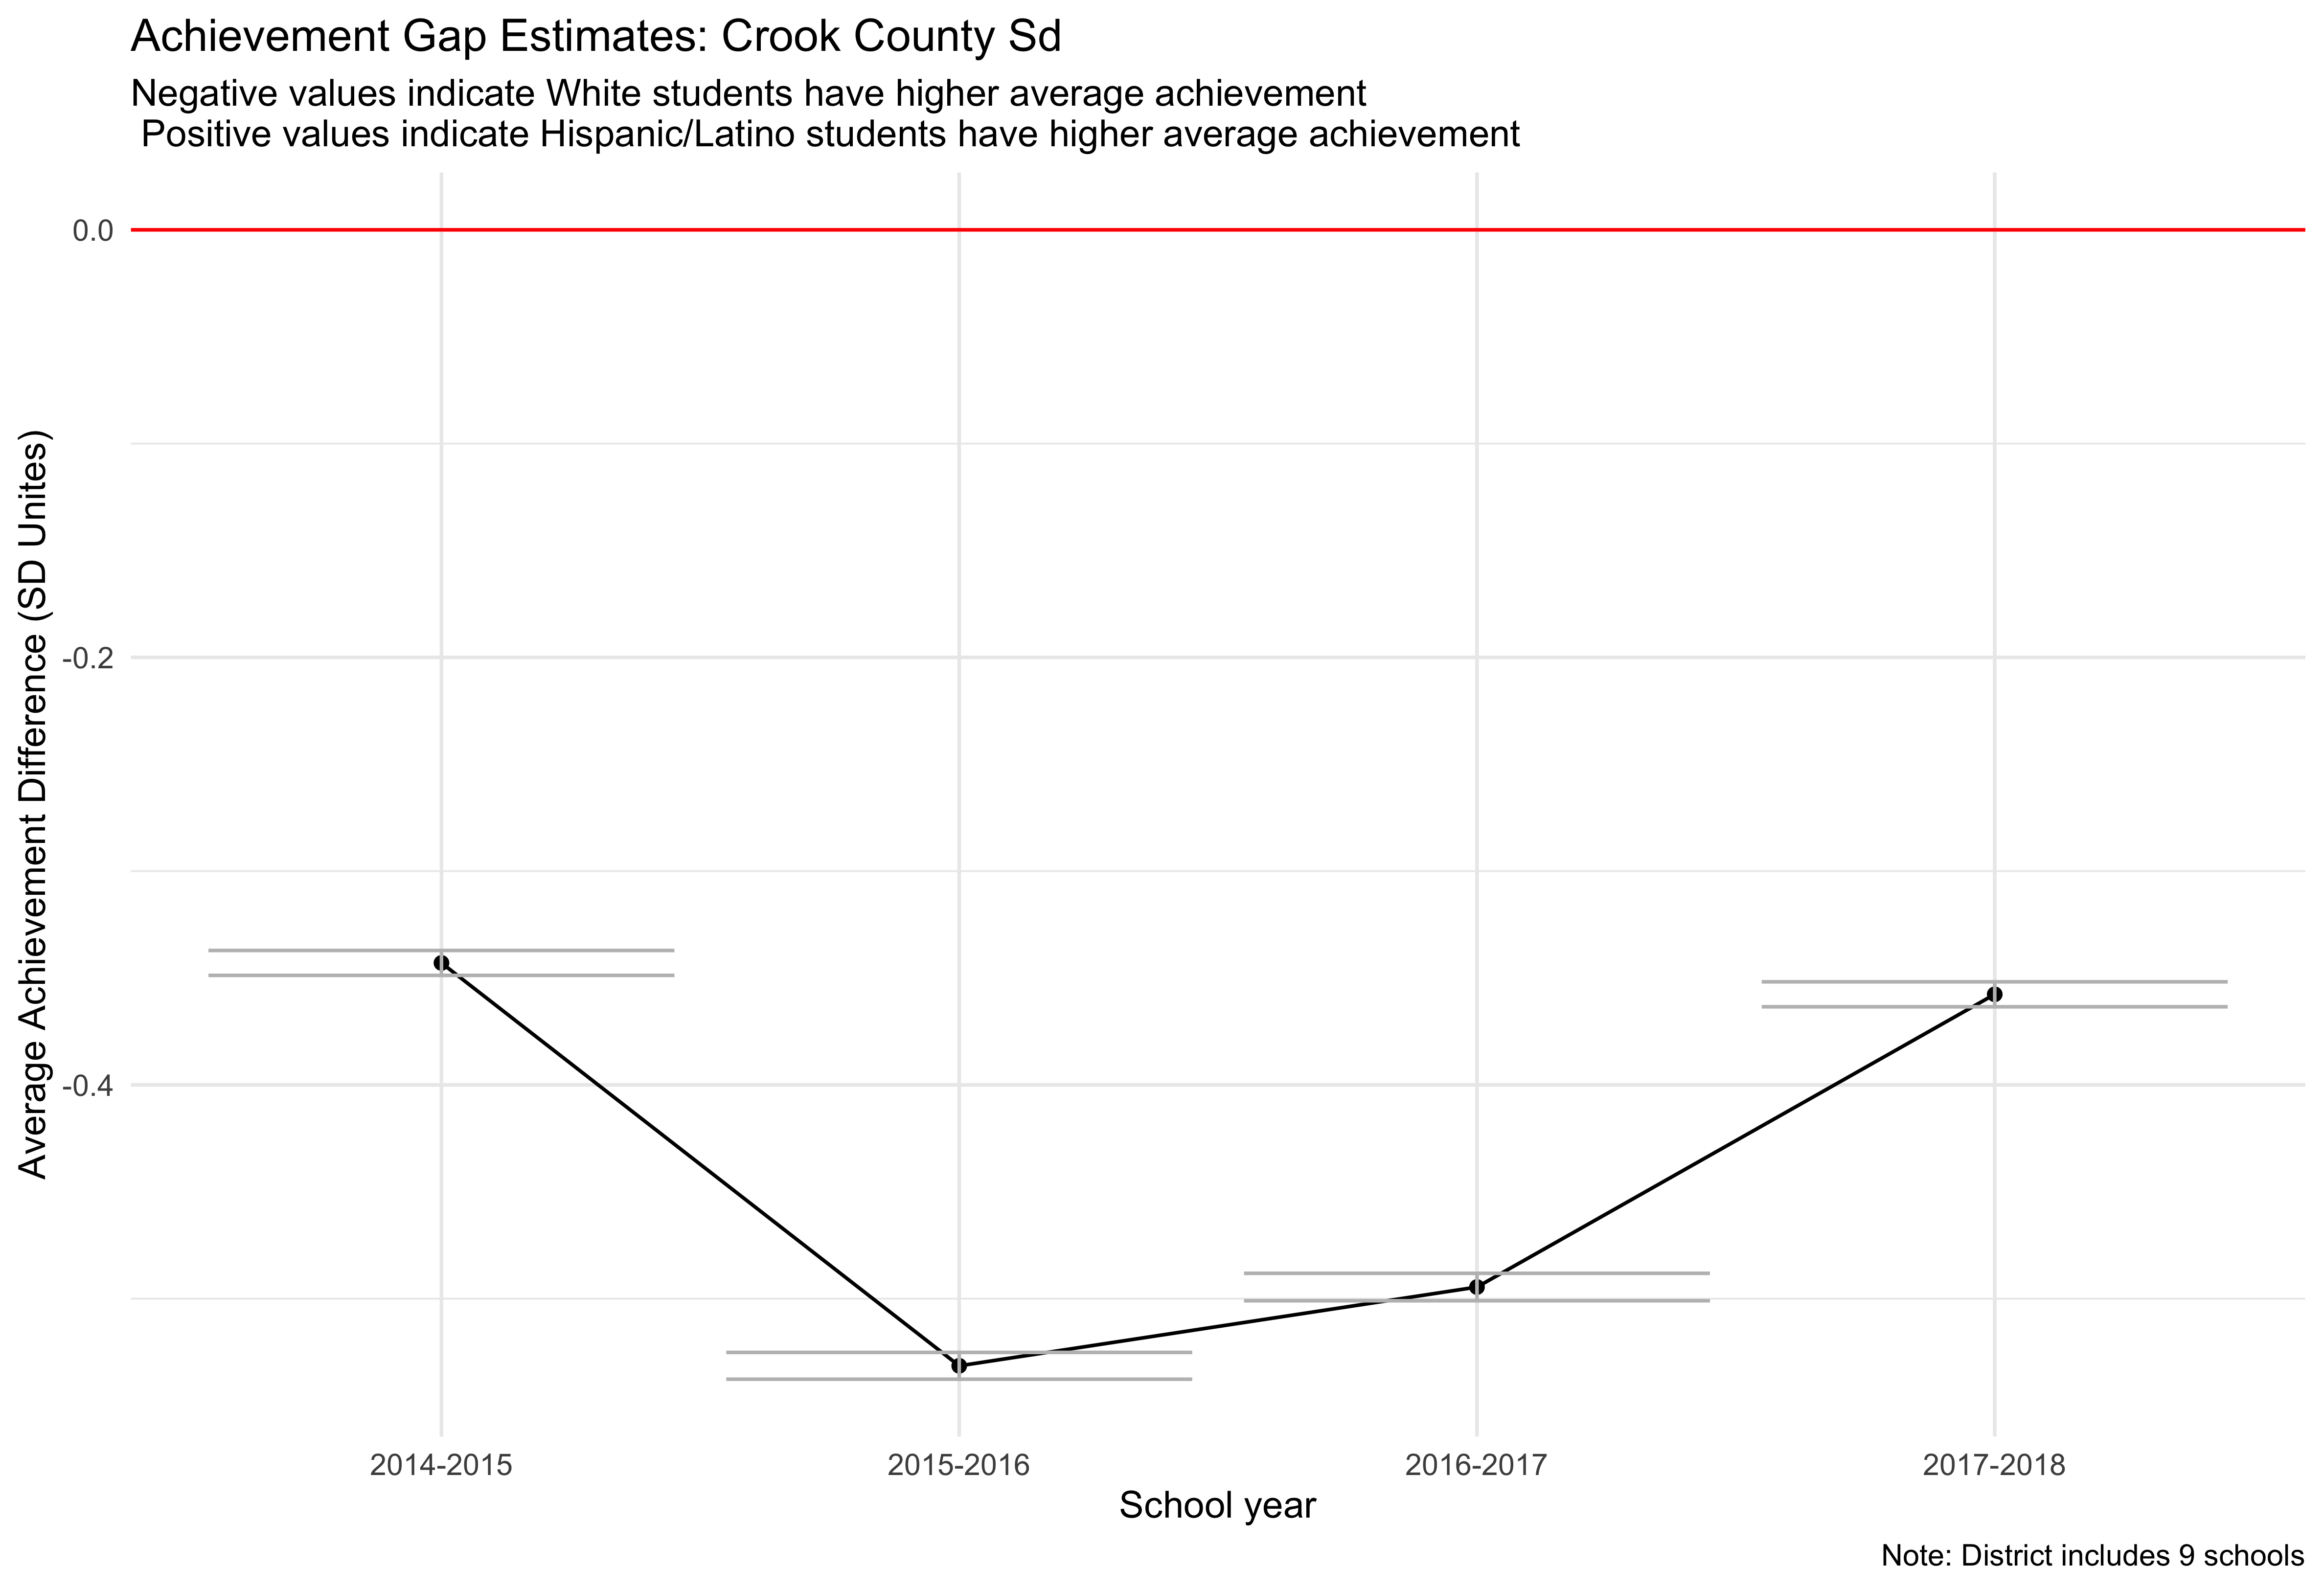 Achievement Gap Estimates: Crook County Sd
Negative values indicate White students have higher average achievement
Positive values indicate Hispanic/Latino students have higher average achievement
Average Achievement Difference (SD Unites)
0.0
-0.2
-0.4
2014-2015
2015-2016
2016-2017
2017-2018
School year
Note: District includes 9 schools